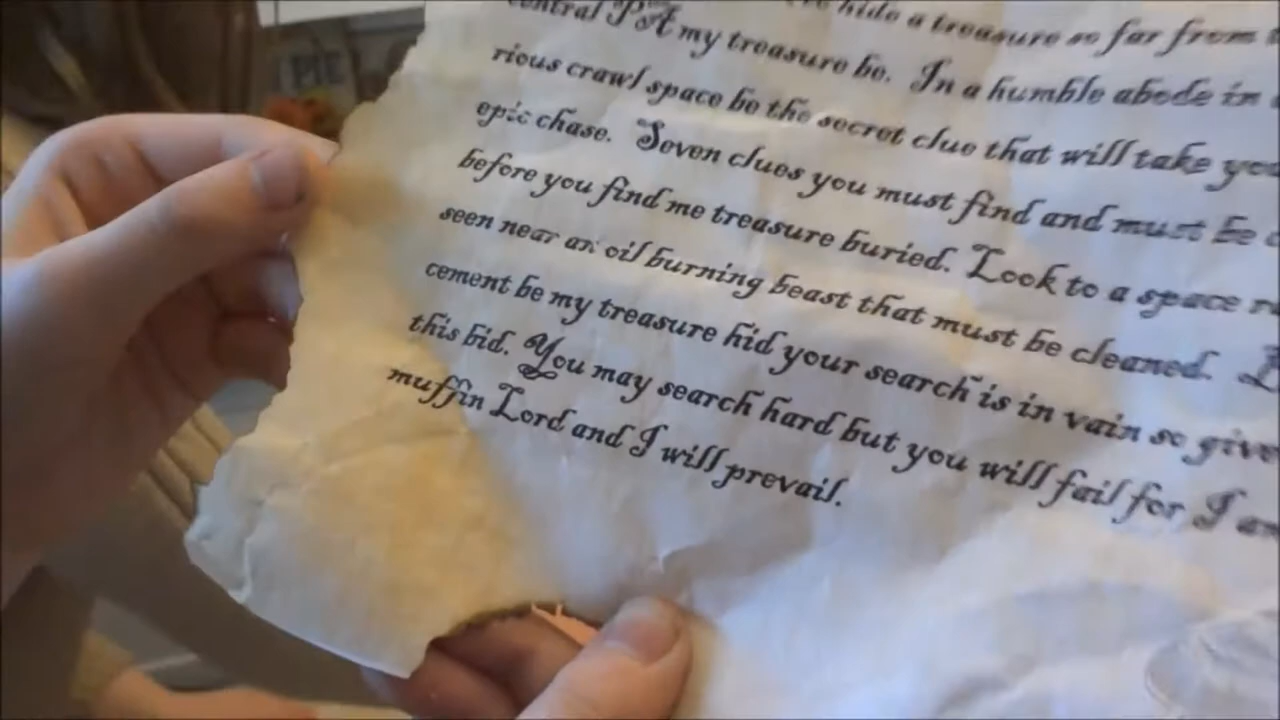 PIE
hide a treasure so far from
central PA my treasure be. In a humble abode in
rious crawl space be the secret clue that will take you
epic chase. Seven clues you must find and must be
before you find me treasure buried. Look to a space
seen near an oil burning beast that must be cleaned.
cement be my treasure hid your search is in vain so give
this bid. You may search hard but you will fail for I
muffin Lord and I will prevail.